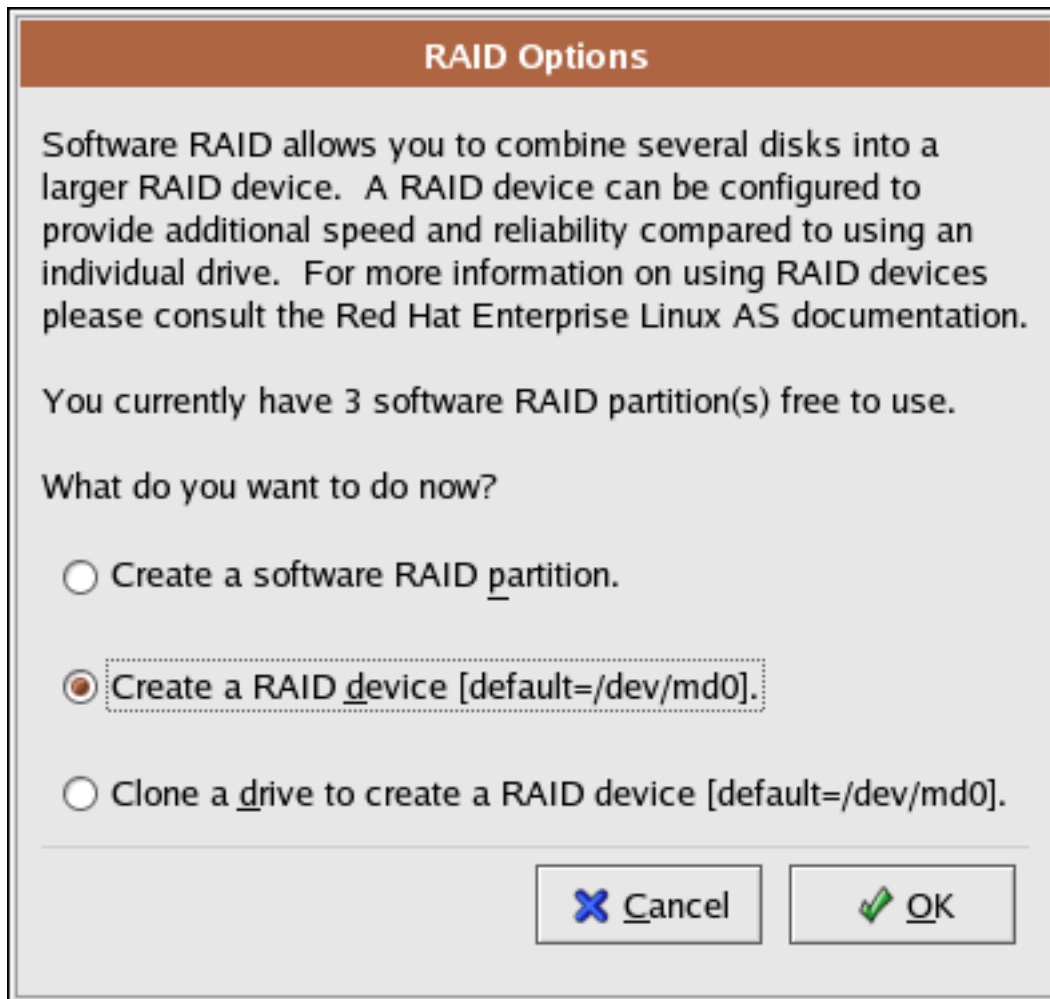 RAID Options
Software RAID allows you to combine several disks into a
larger RAID device.  A RAID device can be configured to
provide additional speed and reliability compared to using an
individual drive.  For more information on using RAID devices
please consult the Red Hat Enterprise Linux AS documentation.
You currently have 3 software RAID partition(s) free to use.
What do you want to do now?
Create a software RAID partition.
Create a RAID device [default=/dev/md0].
Clone a drive to create a RAID device [default=/dev/md0].
Cancel
OK